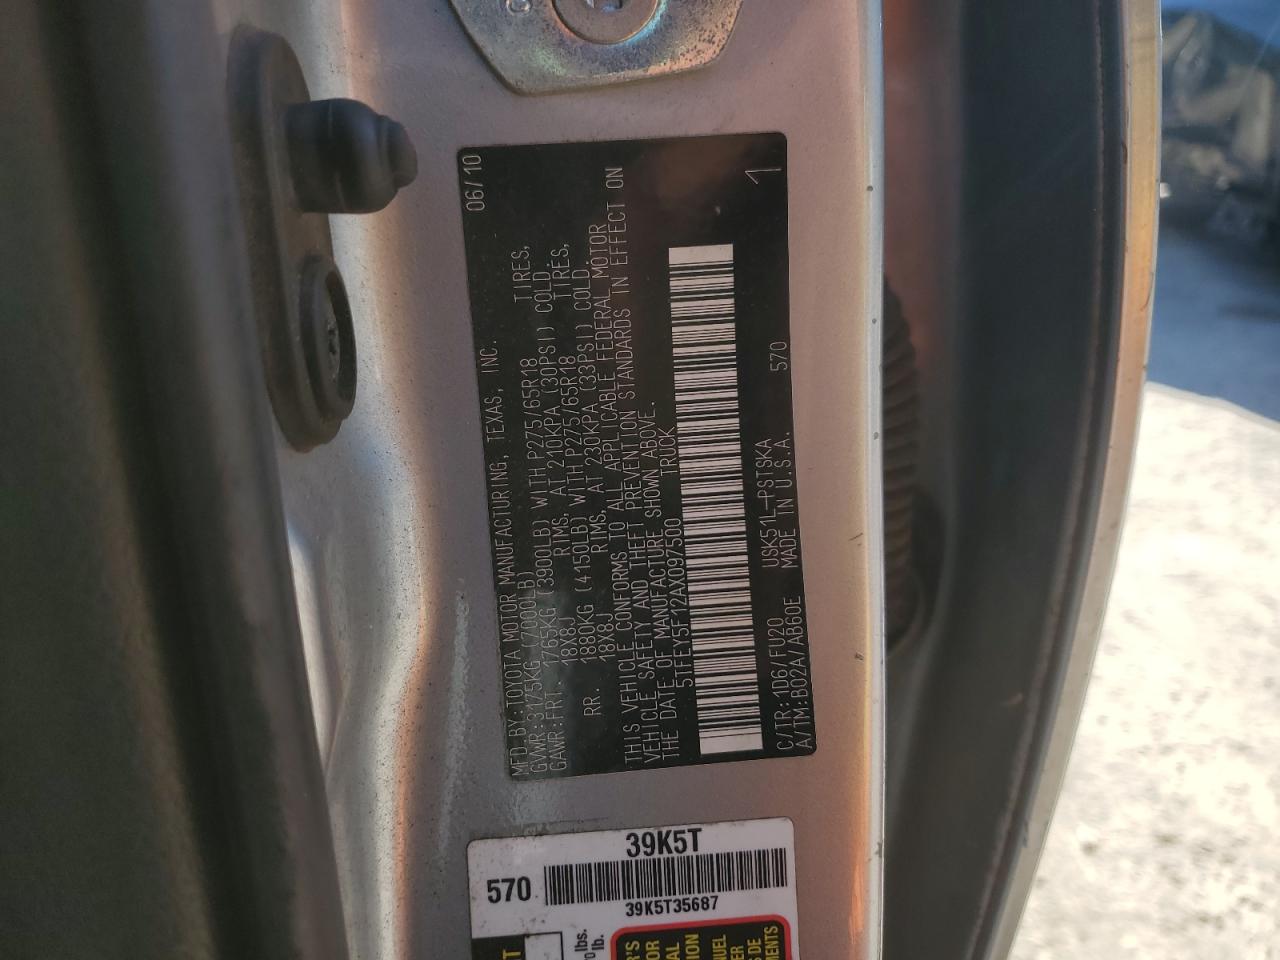 MFD.BY:TOYOTA MOTOR MANUFACTURING, TEXAS, INC. 06/10
GVWR:3175KG (7000LB)
GAWR:FRT. 1765KG (3900LB) WITH P275/65R18 TIRES,
18X8J RIMS, AT 210KPA (30PSI) COLD.
RR. 1880KG (4150LB) WITH P275/65R18 TIRES,
18X8J RIMS, AT 230KPA (33PSI) COLD.
THIS VEHICLE CONFORMS TO ALL APPLICABLE FEDERAL MOTOR
VEHICLE SAFETY AND THEFT PREVENTION STANDARDS IN EFFECT ON
THE DATE OF MANUFACTURE SHOWN ABOVE.
5TFEY5F12AX097500 TRUCK
C/TR:1D6/FU20 USK51L-PSTSKA 570 1
A/TM:B02A/AB60E MADE IN U.S.A.
39K5T
570
39K5T35687
lbs.
lb.